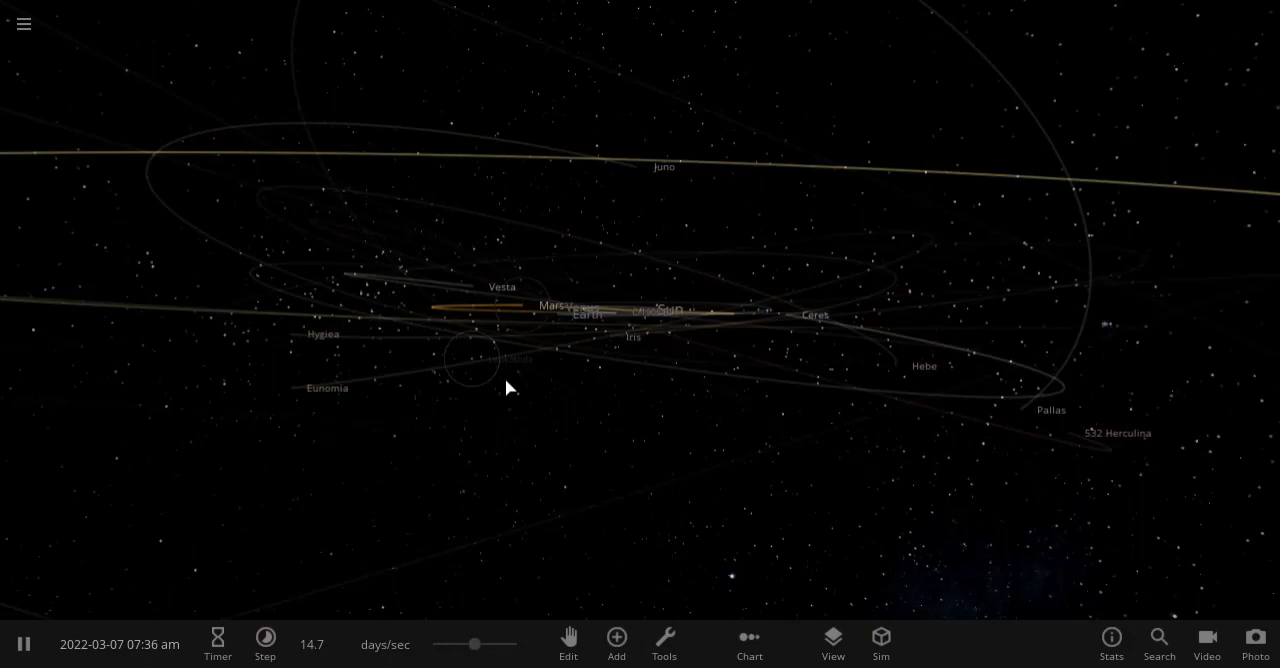 Juno
Vesta
Mars
Venus
Sun
Earth
Ceres
Hygiea
Iris
Hebe
Eunomia
Pallas
532 Herculina
2022-03-07 07:36 am
Timer
Step
14.7
days/sec
Edit
Add
Tools
Chart
View
Sim
Stats
Search
Video
Photo